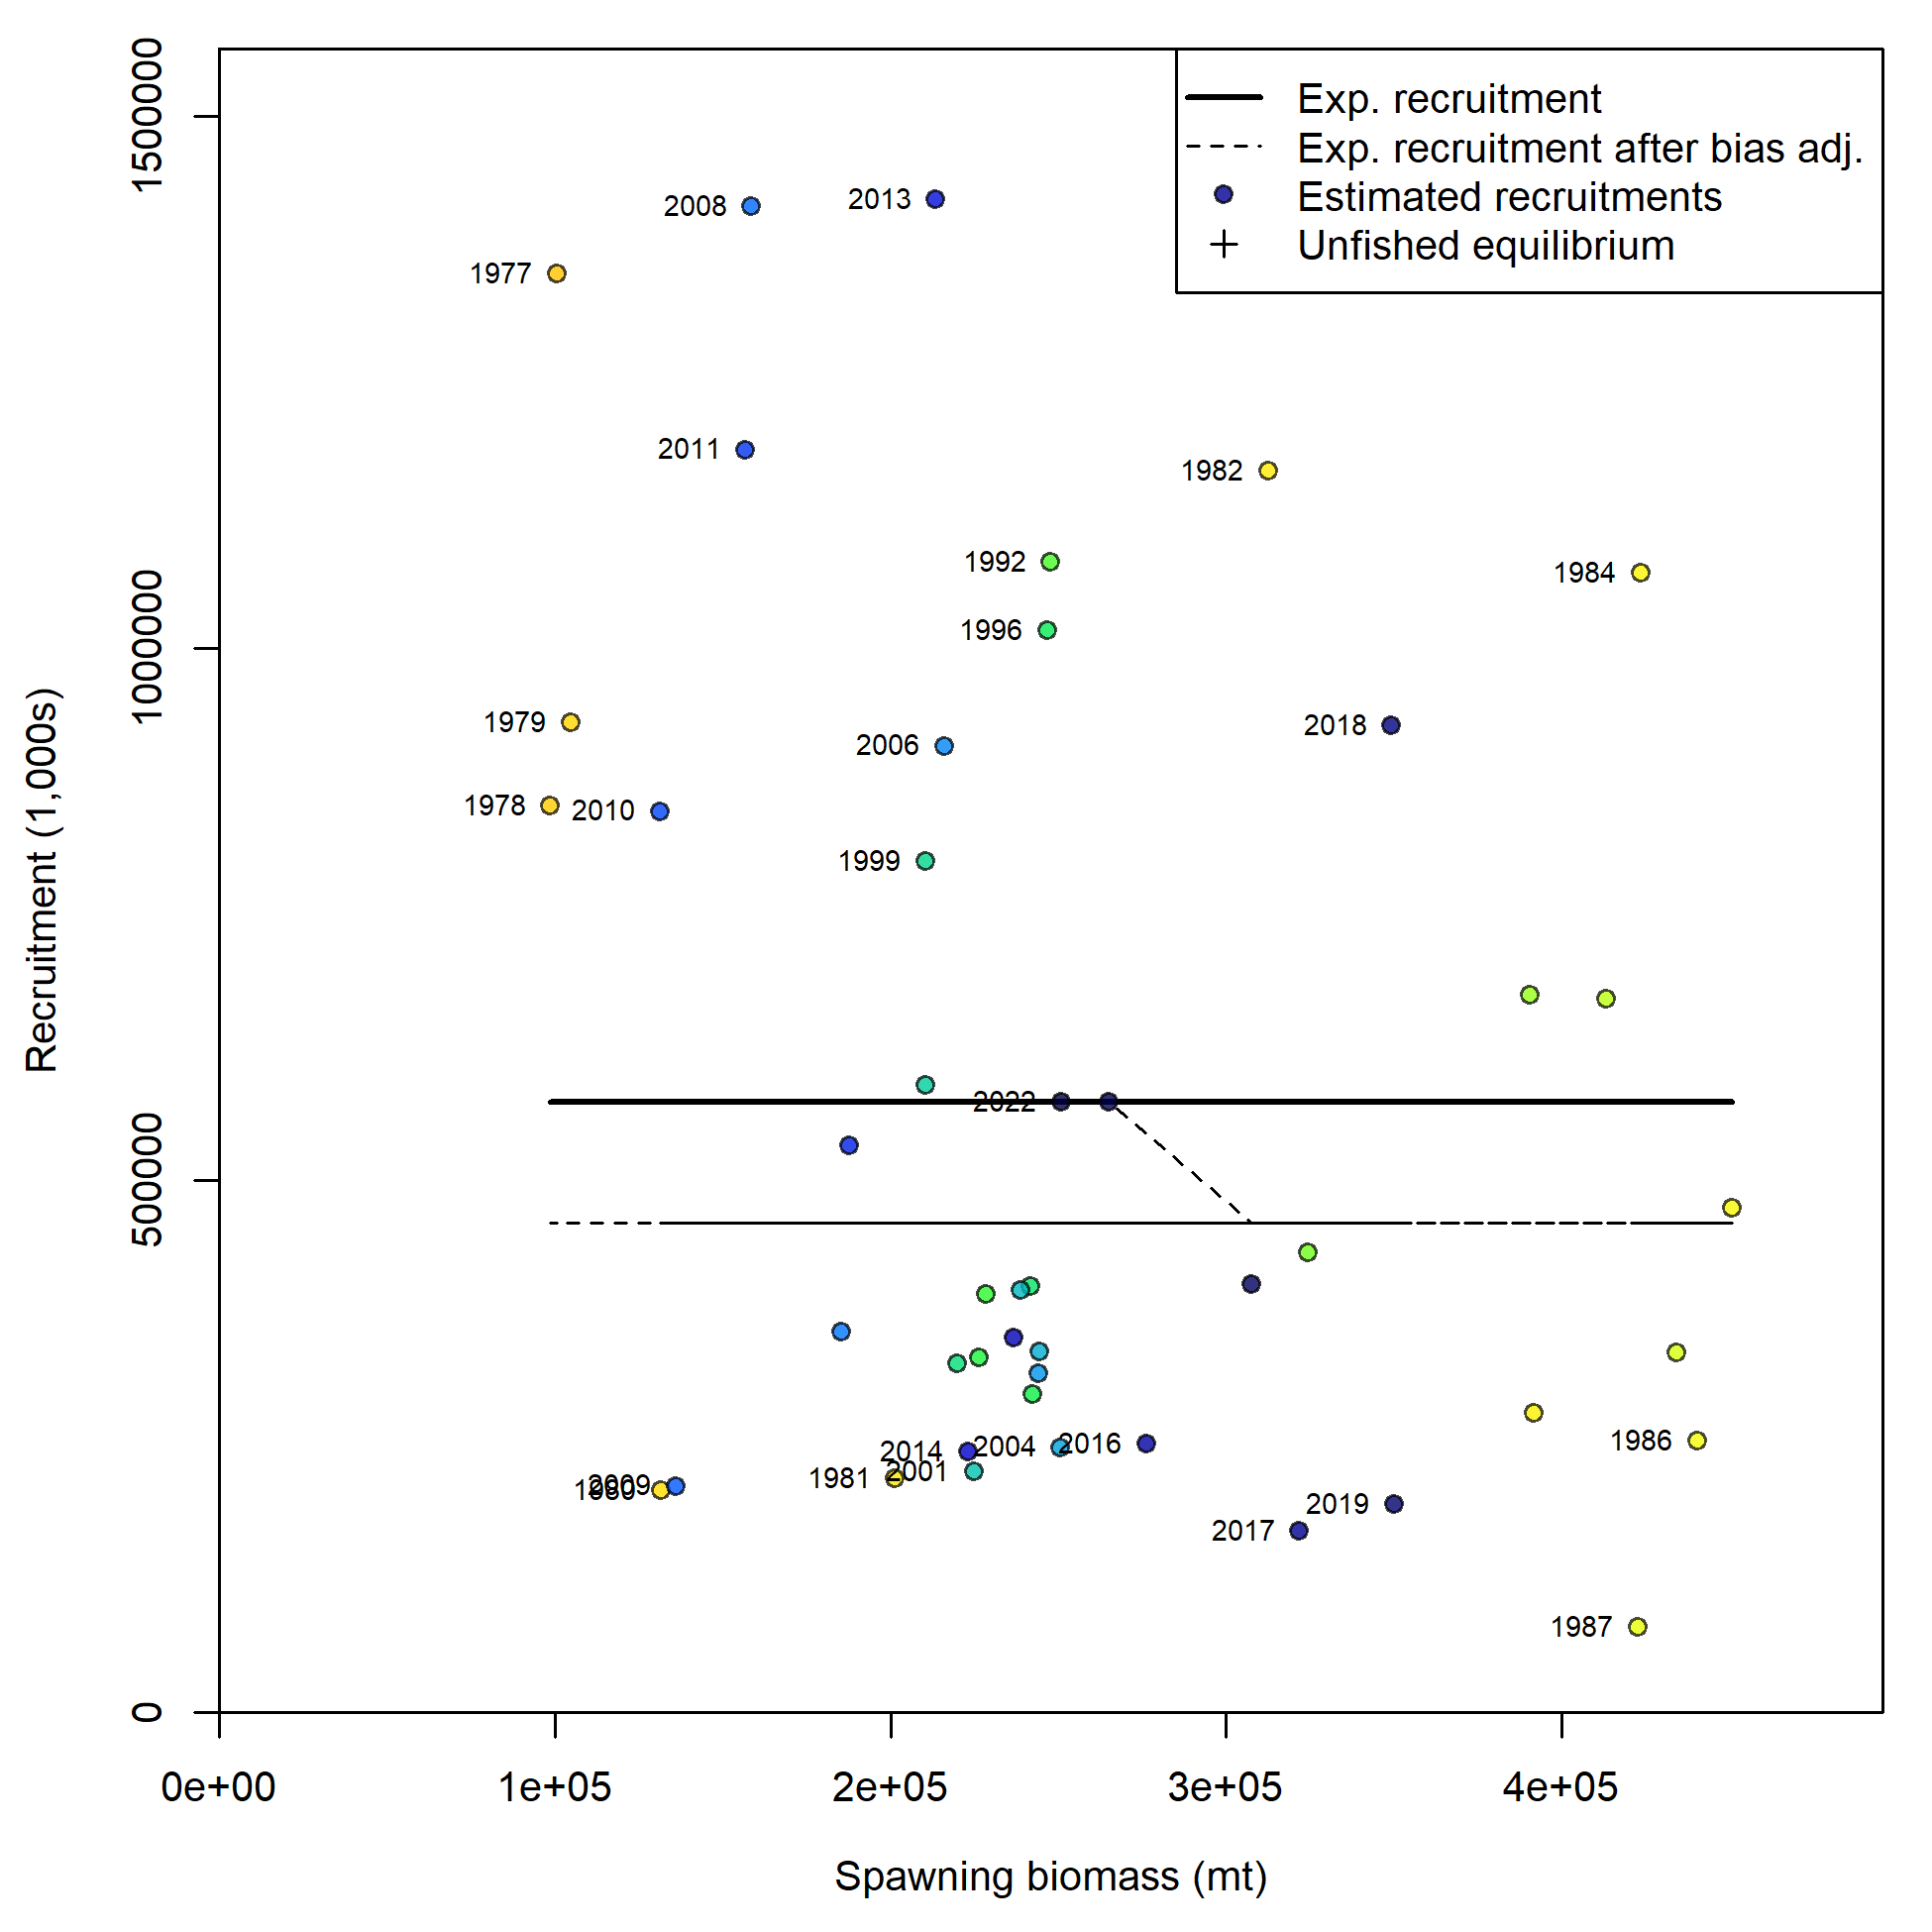 Exp. recruitment
Exp. recruitment after bias adj.
Estimated recruitments
Unfished equilibrium
1500000
1000000
500000
0
Recruitment (1,000s)
2008
2013
1977
2011
1982
1992
1984
1996
1979
2018
2006
1978
2010
1999
2022
2014
2004
2016
1986
2001
1981
2009
1980
2019
2017
1987
0e+00
1e+05
2e+05
3e+05
4e+05
Spawning biomass (mt)